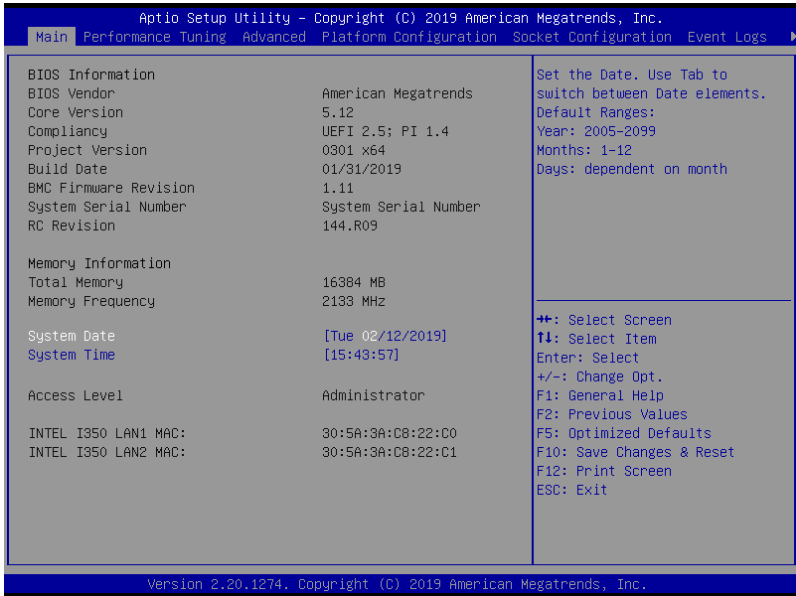 Aptio Setup Utility – Copyright (C) 2019 American Megatrends, Inc.
Main Performance Tuning Advanced Platform Configuration Socket Configuration Event Logs
BIOS Information
BIOS Vendor American Megatrends
Core Version 5.12
Compliancy UEFI 2.5; PI 1.4
Project Version 0301 x64
Build Date 01/31/2019
BMC Firmware Revision 1.11
System Serial Number System Serial Number
RC Revision 144.R09
Memory Information
Total Memory 16384 MB
Memory Frequency 2133 MHz
System Date [Tue 02/12/2019]
System Time [15:43:57]
Access Level Administrator
INTEL I350 LAN1 MAC: 30:5A:3A:C8:22:C0
INTEL I350 LAN2 MAC: 30:5A:3A:C8:22:C1
Set the Date. Use Tab to
switch between Date elements.
Default Ranges:
Year: 2005-2099
Months: 1-12
Days: dependent on month
→←: Select Screen
↑↓: Select Item
Enter: Select
+/-: Change Opt.
F1: General Help
F2: Previous Values
F5: Optimized Defaults
F10: Save Changes & Reset
F12: Print Screen
ESC: Exit
Version 2.20.1274. Copyright (C) 2019 American Megatrends, Inc.